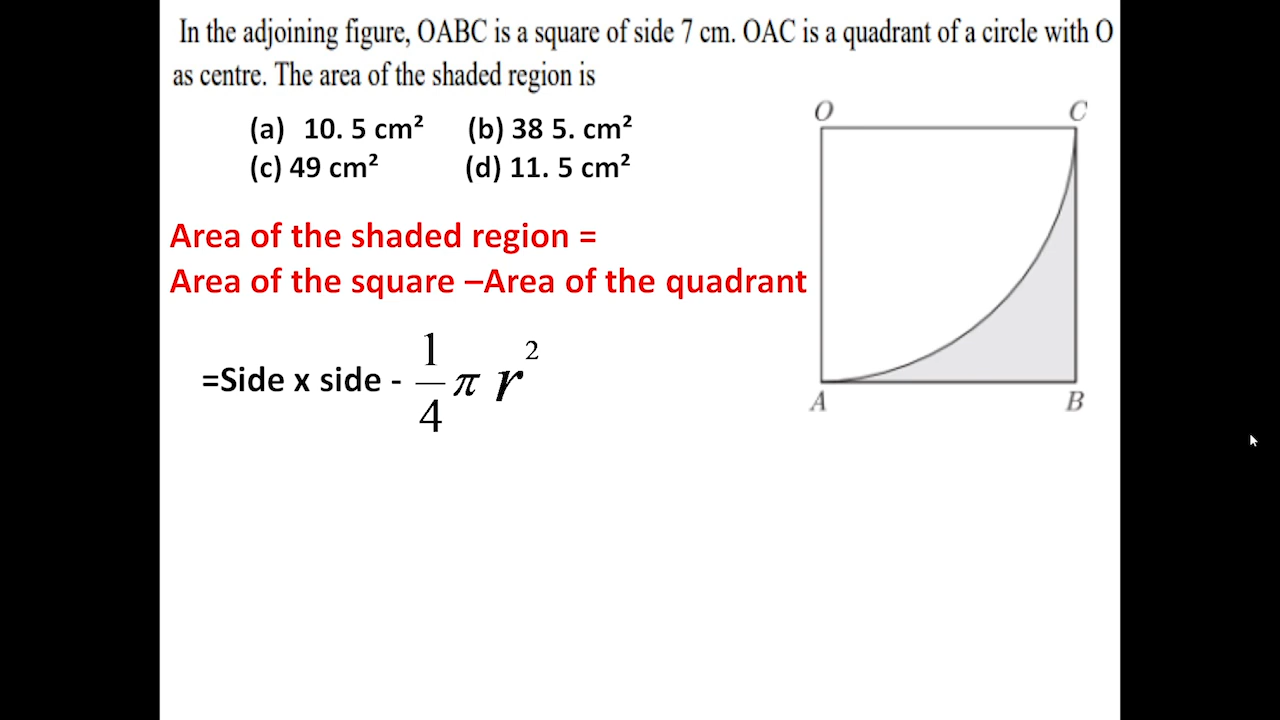 In the adjoining figure, OABC is a square of side 7 cm. OAC is a quadrant of a circle with O
as centre. The area of the shaded region is
(a) 10. 5 cm² (b) 38 5. cm²
(c) 49 cm² (d) 11. 5 cm²
Area of the shaded region =
Area of the square –Area of the quadrant
=Side x side - 1/4 π r²
O C
A B